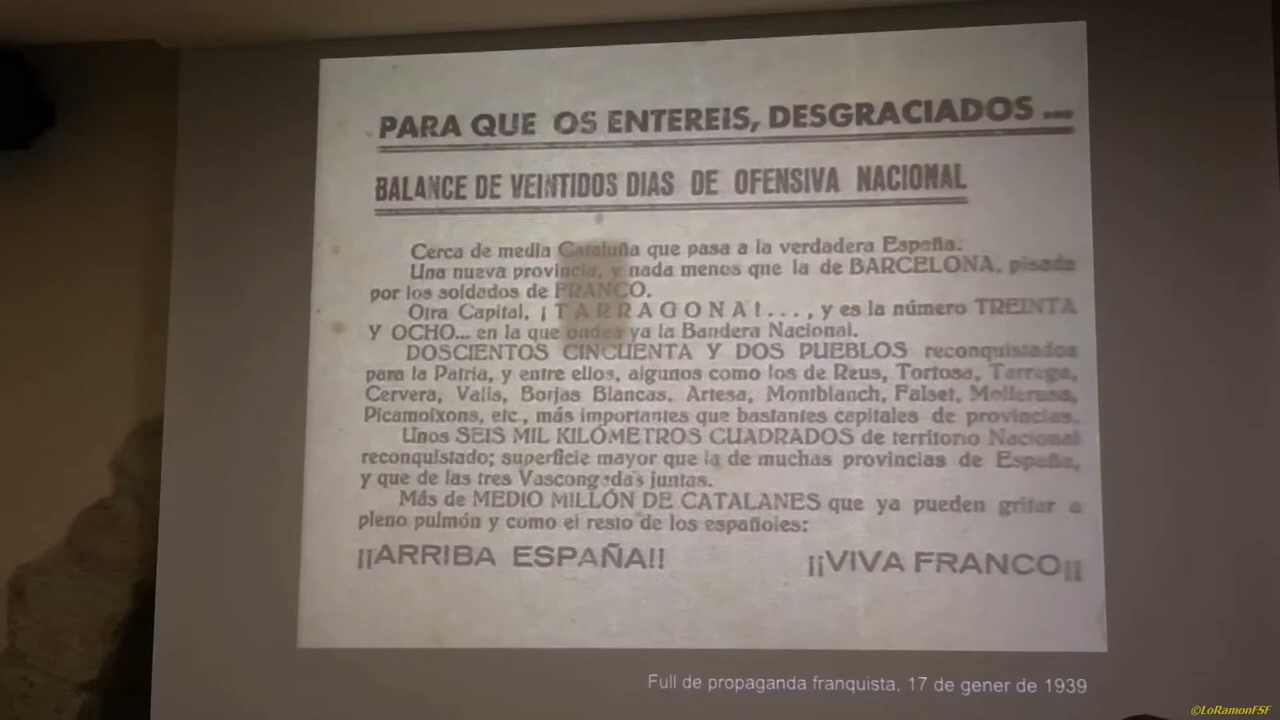 PARA QUE OS ENTEREIS, DESGRACIADOS...
BALANCE DE VEINTIDOS DIAS DE OFENSIVA NACIONAL
Cerca de media Cataluña que pasa a la verdadera España.
Una nueva provincia, y nada menos que la de BARCELONA, pisada
por los soldados de FRANCO.
Otra Capital, ¡TARRAGONA!..., y es la número TREINTA
Y OCHO... en la que ondea ya la Bandera Nacional.
DOSCIENTOS CINCUENTA Y DOS PUEBLOS reconquistados
para la Patria, y entre ellos, algunos como los de Reus, Tortosa, Tarrega,
Cervera, Valls, Borjas Blancas, Artesa, Montblanch, Falset, Mollerusa,
Picamoixons, etc., más importantes que bastantes capitales de provincias.
Unos SEIS MIL KILÓMETROS CUADRADOS de territorio Nacional
reconquistado; superficie mayor que la de muchas provincias de España,
y que de las tres Vascongadas juntas.
Más de MEDIO MILLÓN DE CATALANES que ya pueden gritar a
pleno pulmón y como el resto de los españoles:
¡¡ARRIBA ESPAÑA!! ¡¡VIVA FRANCO¡¡
Full de propaganda franquista, 17 de gener de 1939
©LoRamonFSF